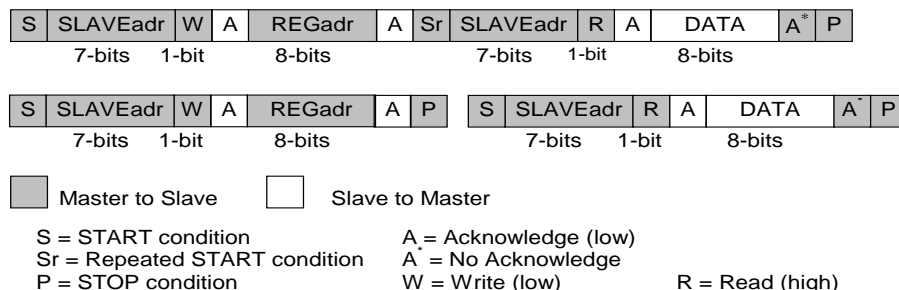 S SLAVEadr W A REGadr A Sr SLAVEadr R A DATA A* P
7-bits 1-bit 8-bits 7-bits 1-bit 8-bits
S SLAVEadr W A REGadr A P S SLAVEadr R A DATA A- P
7-bits 1-bit 8-bits 7-bits 1-bit 8-bits
Master to Slave Slave to Master
S = START condition A = Acknowledge (low)
Sr = Repeated START condition A* = No Acknowledge
P = STOP condition W = Write (low) R = Read (high)